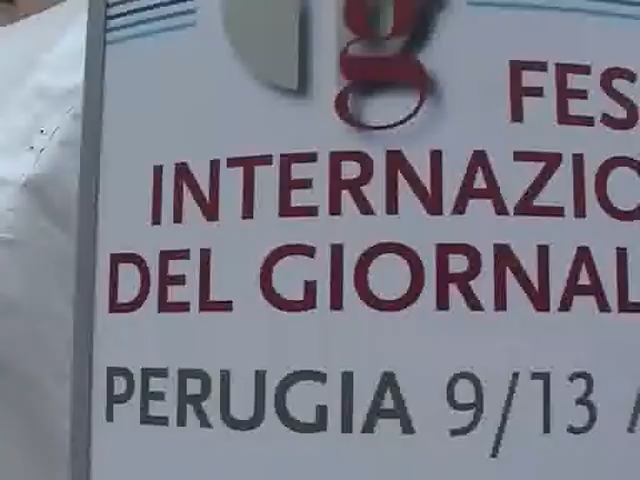 g
FES
INTERNAZIO
DEL GIORNAL
PERUGIA 9/13